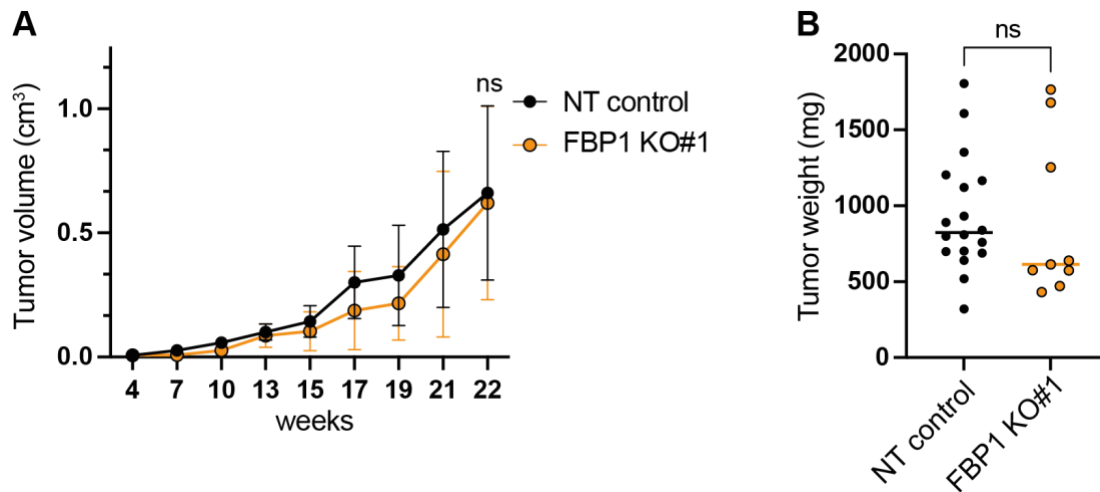 A
Tumor volume (cm³)
1.0
0.5
0.0
ns
NT control
FBP1 KO#1
4 7 10 13 15 17 19 21 22
weeks
B
Tumor weight (mg)
2000
1500
1000
500
0
ns
NT control
FBP1 KO#1